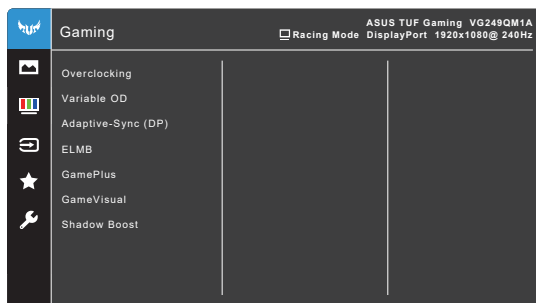 Gaming
ASUS TUF Gaming VG249QM1A
Racing Mode DisplayPort 1920x1080@ 240Hz
Overclocking
Variable OD
Adaptive-Sync (DP)
ELMB
GamePlus
GameVisual
Shadow Boost